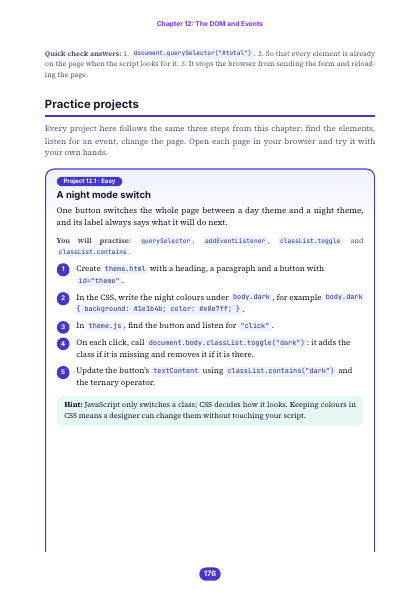 Chapter 12: The DOM and Events
Quick check answers: 1. document.querySelector("#total") . 2. So that every element is already
on the page when the script looks for it. 3. It stops the browser from sending the form and reload-
ing the page.
Practice projects
Every project here follows the same three steps from this chapter: find the elements,
listen for an event, change the page. Open each page in your browser and try it with
your own hands.
Project 12.1 · Easy
A night mode switch
One button switches the whole page between a day theme and a night theme,
and its label always says what it will do next.
You will practise: querySelector, addEventListener, classList.toggle and
classList.contains.
1 Create theme.html with a heading, a paragraph and a button with
id="theme".
2 In the CSS, write the night colours under body.dark, for example body.dark
{ background: #1e1b4b; color: #e8e7ff; }.
3 In theme.js, find the button and listen for "click".
4 On each click, call document.body.classList.toggle("dark"): it adds the
class if it is missing and removes it if it is there.
5 Update the button's textContent using classList.contains("dark") and
the ternary operator.
Hint: JavaScript only switches a class; CSS decides how it looks. Keeping colours in
CSS means a designer can change them without touching your script.
176